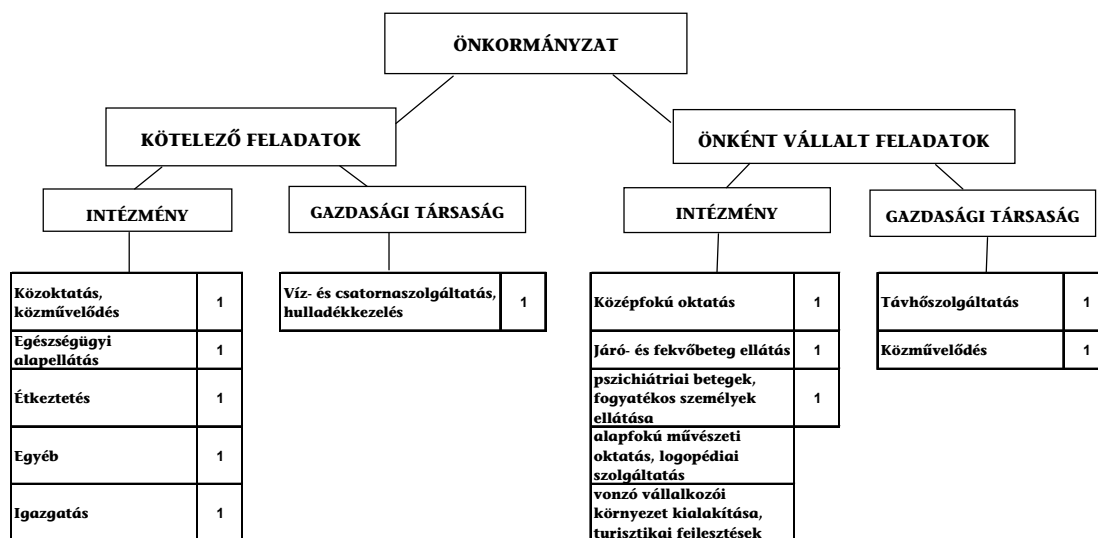 ÖNKORMÁNYZAT
KÖTELEZŐ FELADATOK
ÖNKÉNT VÁLLALT FELADATOK
INTÉZMÉNY
GAZDASÁGI TÁRSASÁG
INTÉZMÉNY
GAZDASÁGI TÁRSASÁG
Közoktatás,
közművelődés
1
Egészségügyi
alapellátás
1
Étkeztetés
1
Egyéb
1
Igazgatás
1
Víz- és csatornaszolgáltatás,
hulladékkezelés
1
Középfokú oktatás
1
Járó- és fekvőbeteg ellátás
1
pszichiátriai betegek,
fogyatékos személyek
ellátása
1
alapfokú művészeti
oktatás, logopédiai
szolgáltatás
vonzó vállalkozói
környezet kialakítása,
turisztikai fejlesztések
Távhőszolgáltatás
1
Közművelődés
1